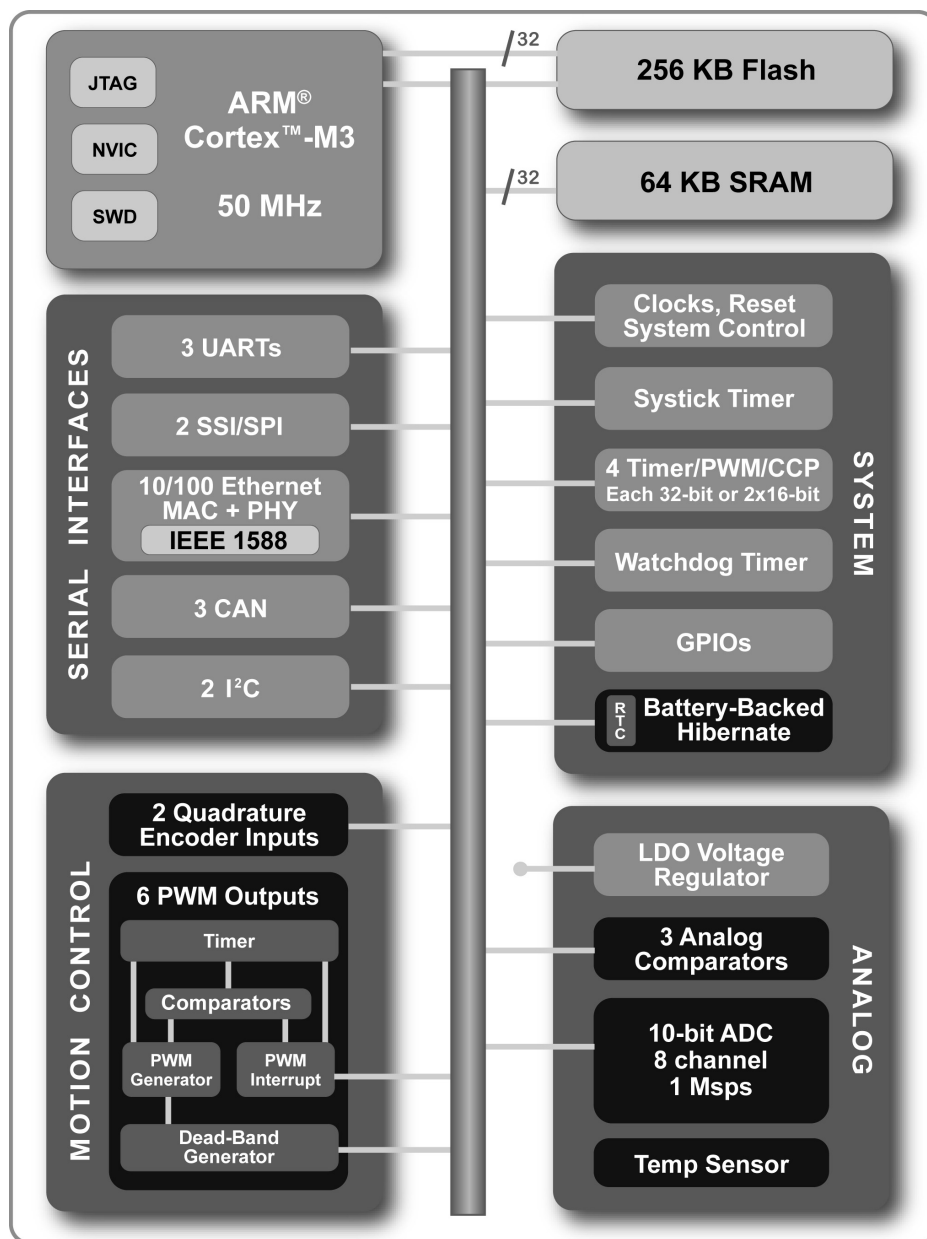 JTAG
NVIC
SWD
ARM®
Cortex™-M3
50 MHz
32
256 KB Flash
32
64 KB SRAM
SERIAL INTERFACES
3 UARTs
2 SSI/SPI
10/100 Ethernet
MAC + PHY
IEEE 1588
3 CAN
2 I²C
SYSTEM
Clocks, Reset
System Control
Systick Timer
4 Timer/PWM/CCP
Each 32-bit or 2x16-bit
Watchdog Timer
GPIOs
RTC
Battery-Backed
Hibernate
MOTION CONTROL
2 Quadrature
Encoder Inputs
6 PWM Outputs
Timer
Comparators
PWM
Generator
PWM
Interrupt
Dead-Band
Generator
ANALOG
LDO Voltage
Regulator
3 Analog
Comparators
10-bit ADC
8 channel
1 Msps
Temp Sensor